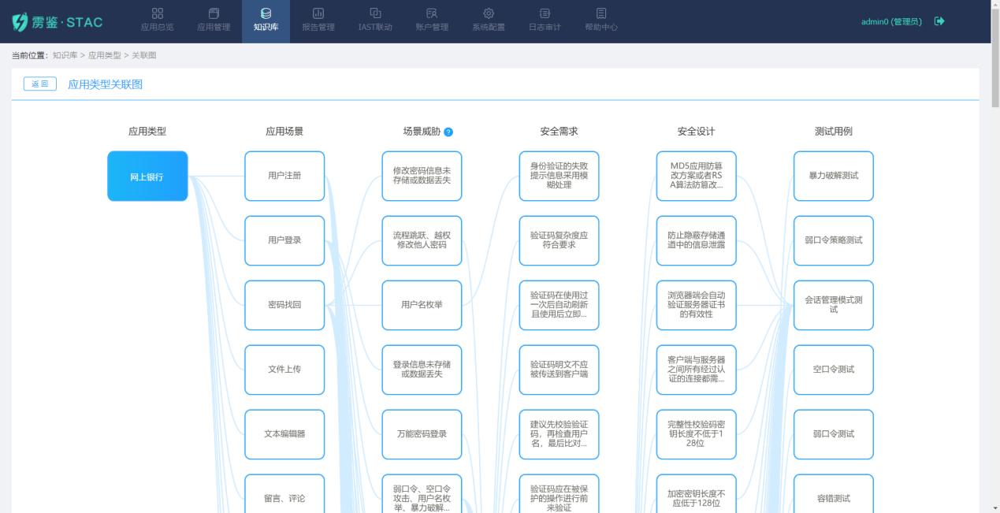 雳鉴·STAC
应用总览
应用管理
知识库
报告管理
IAST联动
账户管理
系统配置
日志审计
帮助中心
admin0 (管理员)
当前位置：知识库 > 应用类型 > 关联图
返回
应用类型关联图
应用类型
应用场景
场景威胁 ?
安全需求
安全设计
测试用例
网上银行
用户注册
修改密码信息未
存储或数据丢失
身份验证的失败
提示信息采用模
糊处理
MD5应用防篡
改方案或者RS
A算法防篡改...
暴力破解测试
用户登录
流程跳跃、越权
修改他人密码
验证码复杂度应
符合要求
防止隐蔽存储通
道中的信息泄露
弱口令策略测试
密码找回
用户名枚举
验证码在使用过
一次后自动刷新
且使用后立即...
浏览器端会自动
验证服务器证书
的有效性
会话管理模式测
试
文件上传
登录信息未存储
或数据丢失
验证码明文不应
被传送到客户端
客户端与服务器
之间所有经过认
证的连接都需...
空口令测试
文本编辑器
万能密码登录
建议先校验验证
码，再检查用户
名，最后比对...
完整性校验码密
钥长度不低于1
28位
弱口令测试
留言、评论
弱口令、空口令
攻击、用户名枚
举、暴力破解...
验证码应在被保
护的操作进行前
来验证
加密密钥长度不
应低于128位
容错测试